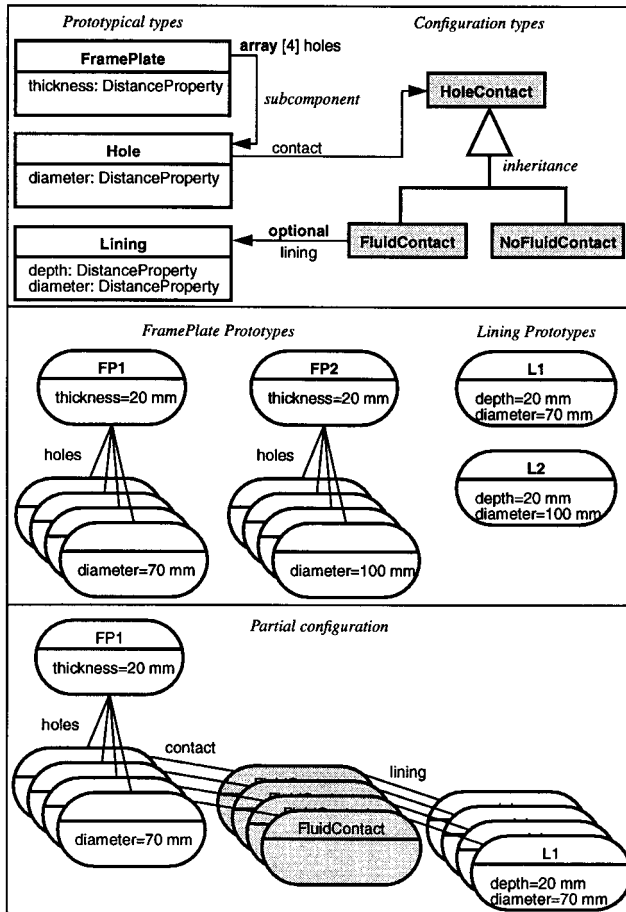 Prototypical types
Configuration types
FramePlate
thickness: DistanceProperty
array [4] holes
subcomponent
HoleContact
Hole
diameter: DistanceProperty
contact
inheritance
Lining
depth: DistanceProperty
diameter: DistanceProperty
optional
lining
FluidContact
NoFluidContact
FramePlate Prototypes
Lining Prototypes
FP1
thickness=20 mm
FP2
thickness=20 mm
L1
depth=20 mm
diameter=70 mm
holes
holes
L2
depth=20 mm
diameter=100 mm
diameter=70 mm
diameter=100 mm
Partial configuration
FP1
thickness=20 mm
holes
contact
lining
diameter=70 mm
FluidContact
L1
depth=20 mm
diameter=70 mm